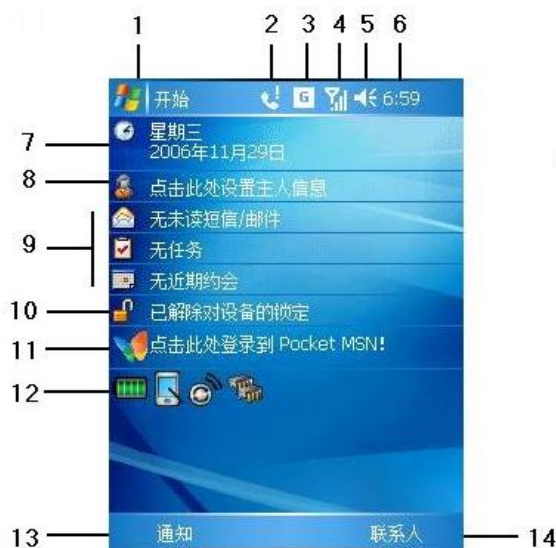 1 2 3 4 5 6
开始 G 6:59
7 星期三
2006年11月29日
8 点击此处设置主人信息
无未读短信/邮件
9 无任务
无近期约会
10 已解除对设备的锁定
11 点击此处登录到 Pocket MSN!
12
13 通知 联系人 14